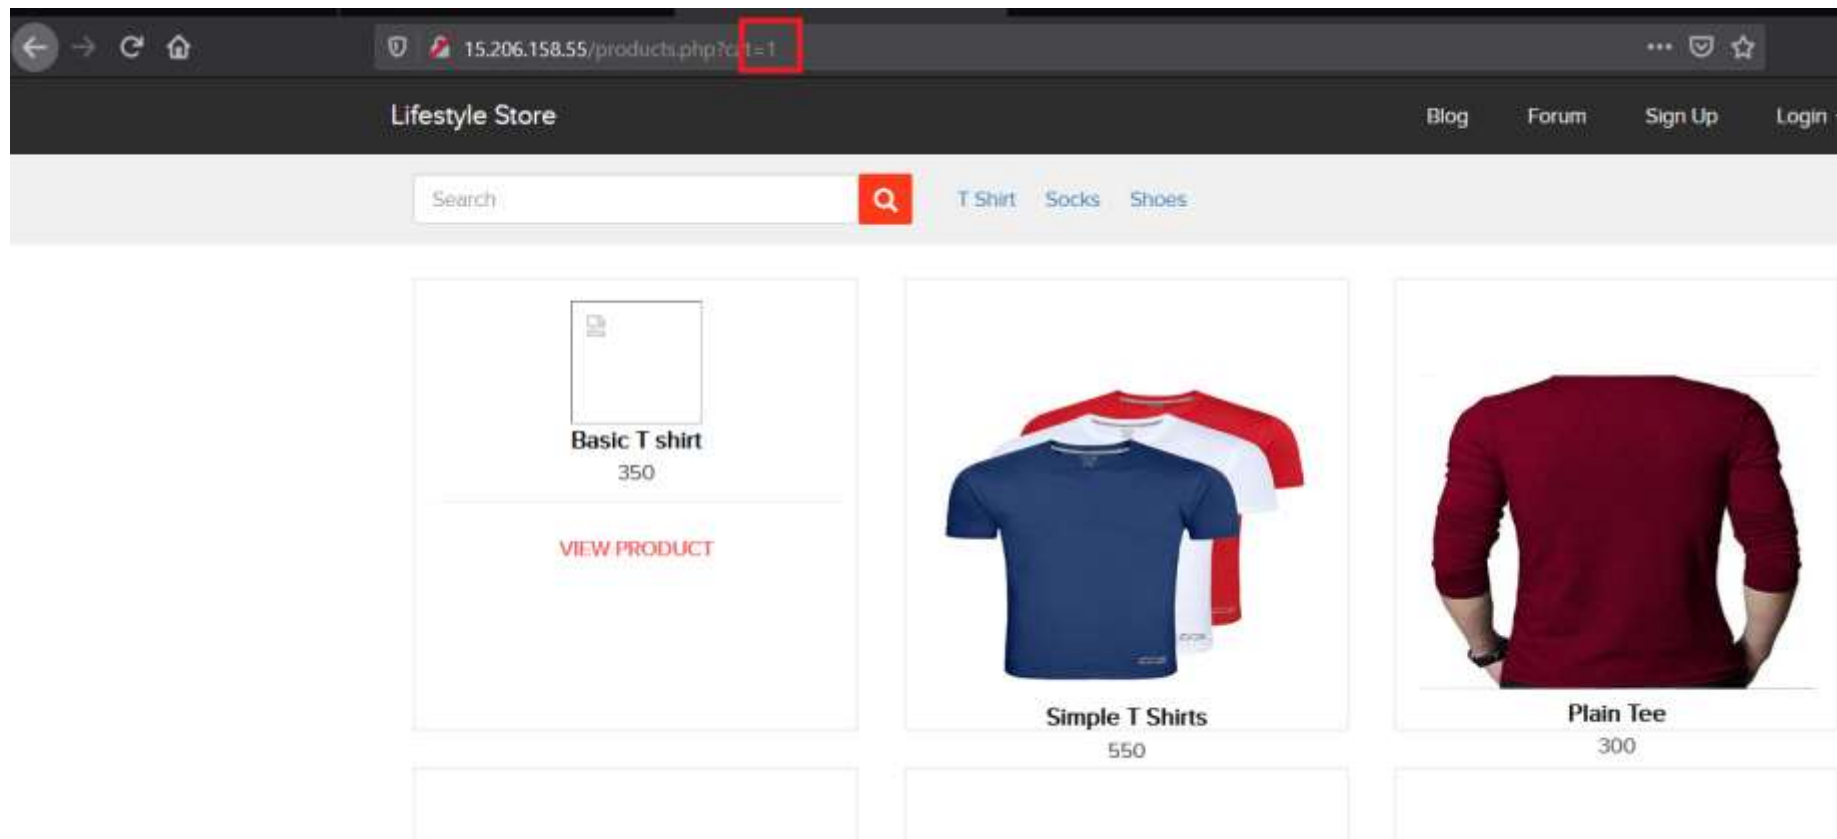 15.206.158.55/products.php?cat=1
Lifestyle Store
Blog Forum Sign Up Login
Search
T Shirt Socks Shoes
Basic T shirt
350
VIEW PRODUCT
Simple T Shirts
550
Plain Tee
300